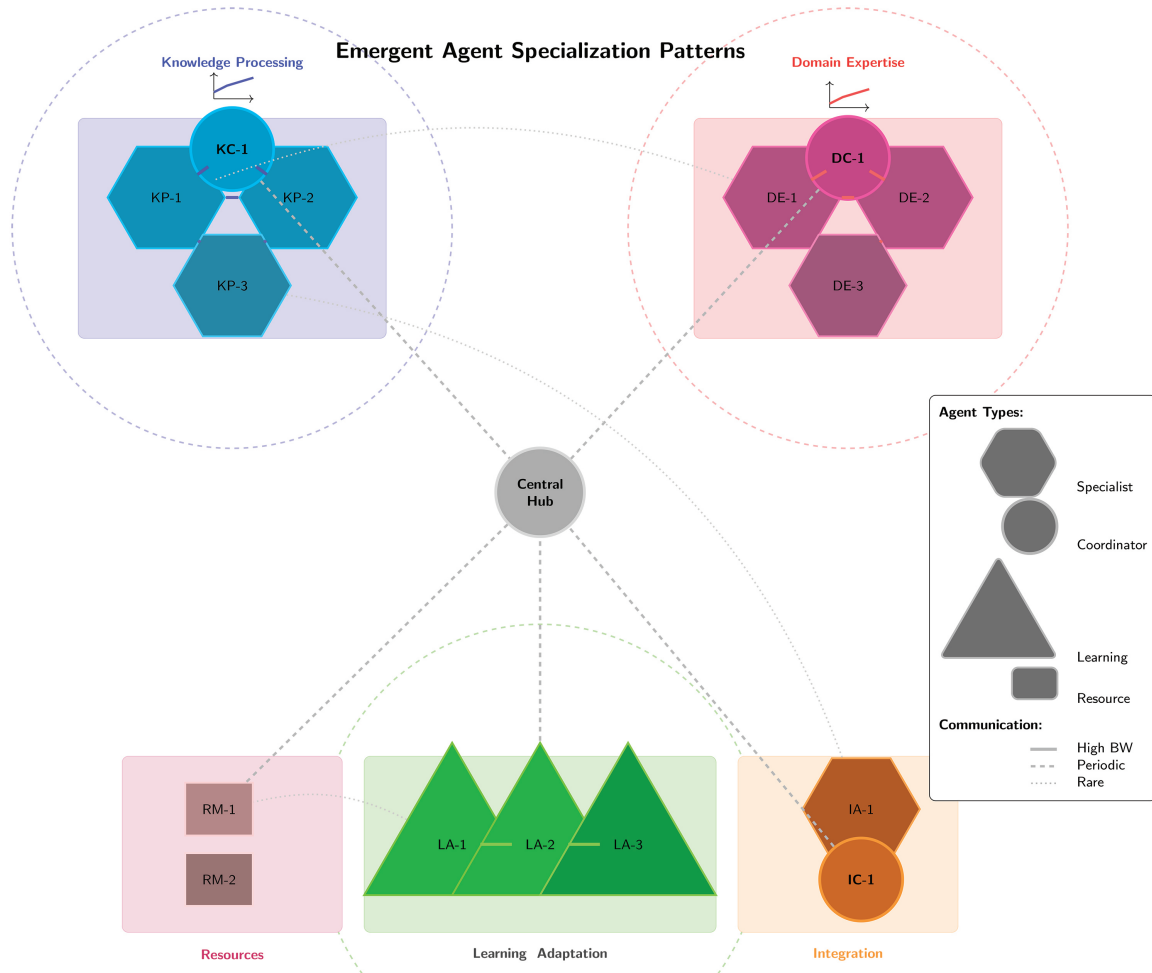 Emergent Agent Specialization Patterns
Knowledge Processing
Domain Expertise
KC-1
DC-1
KP-1
KP-2
DE-1
DE-2
KP-3
DE-3
Agent Types:
Specialist
Coordinator
Learning
Resource
Communication:
High BW
Periodic
Rare
Central
Hub
RM-1
IA-1
LA-1
LA-2
LA-3
RM-2
IC-1
Resources
Learning Adaptation
Integration